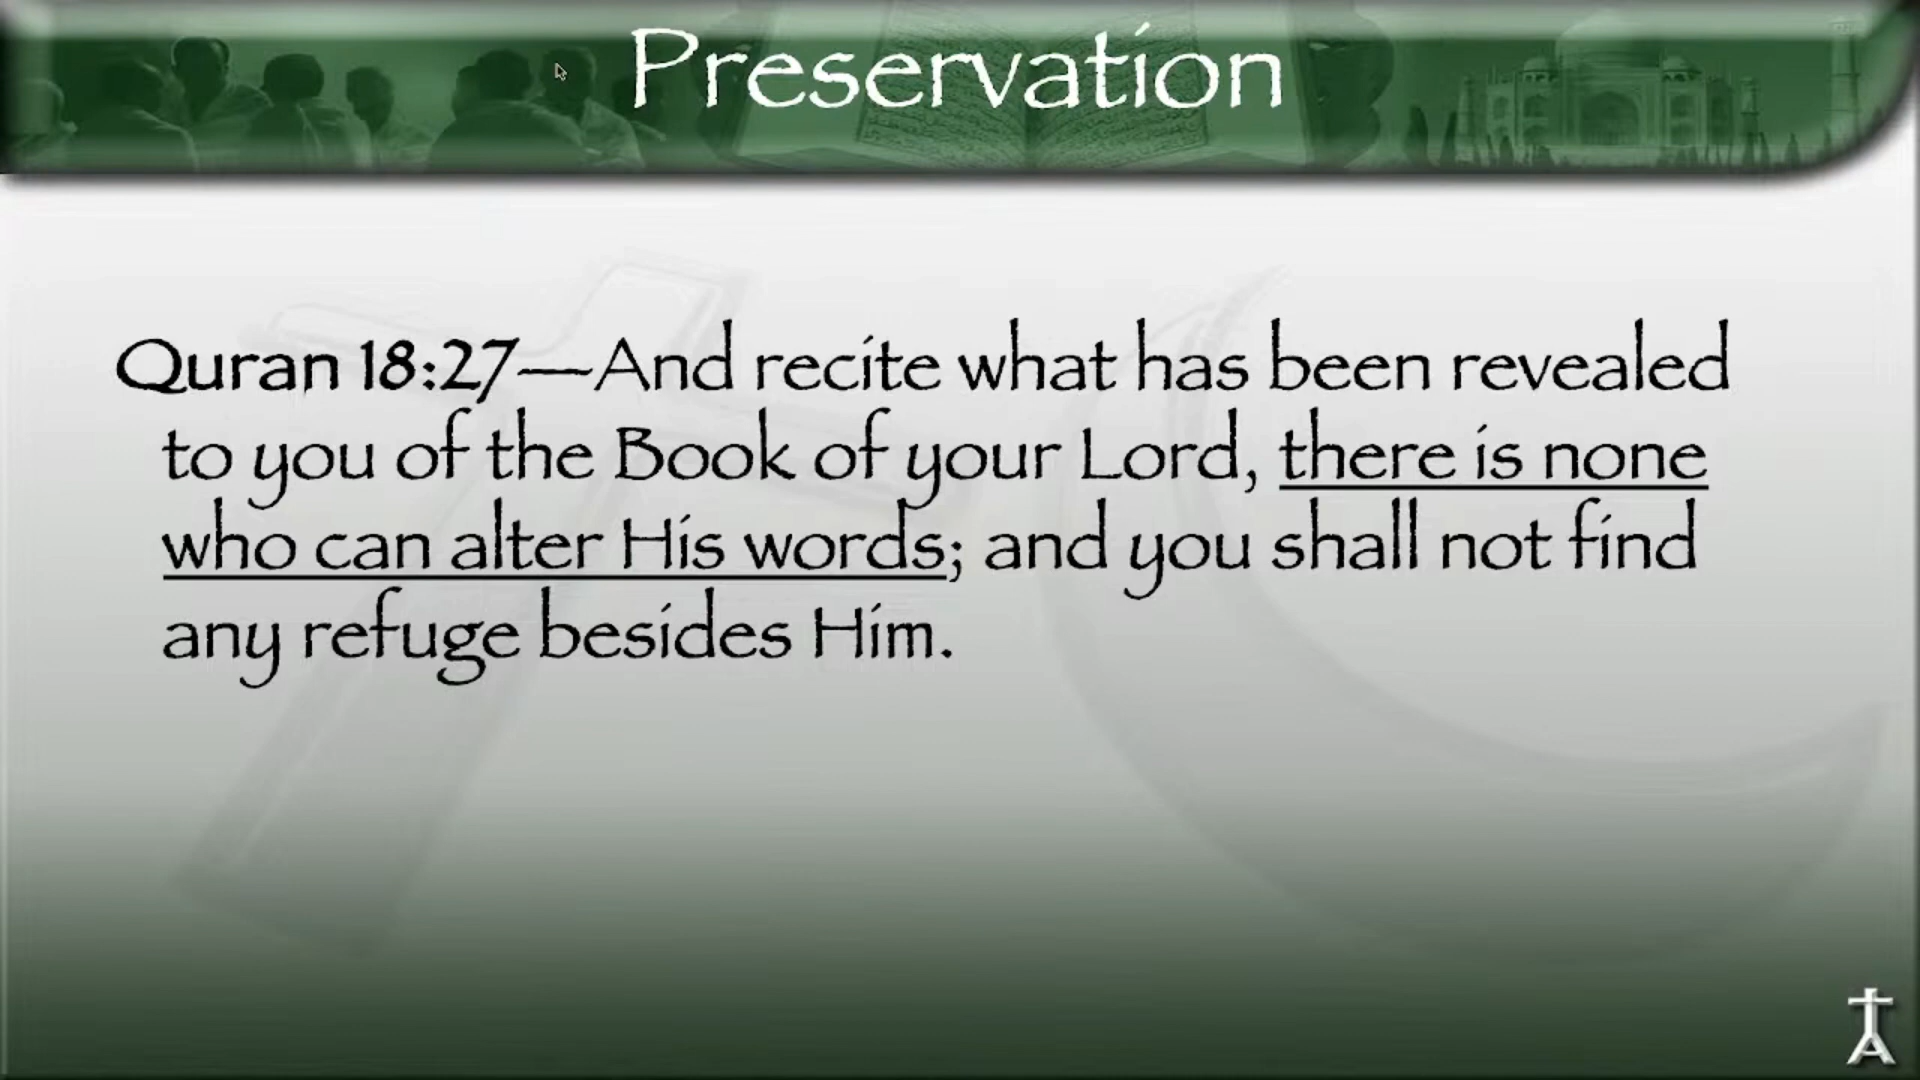 Preservation
Quran 18:27—And recite what has been revealed
to you of the Book of your Lord, there is none
who can alter His words; and you shall not find
any refuge besides Him.